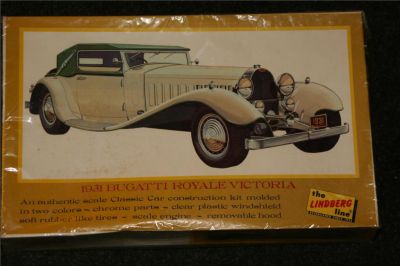 1931 BUGATTI ROYALE VICTORIA
An authentic scale Classic Car construction kit molded
in two colors - chrome parts - clear plastic windshield
soft rubber like tires - scale engine - removable hood
the
LINDBERG
line